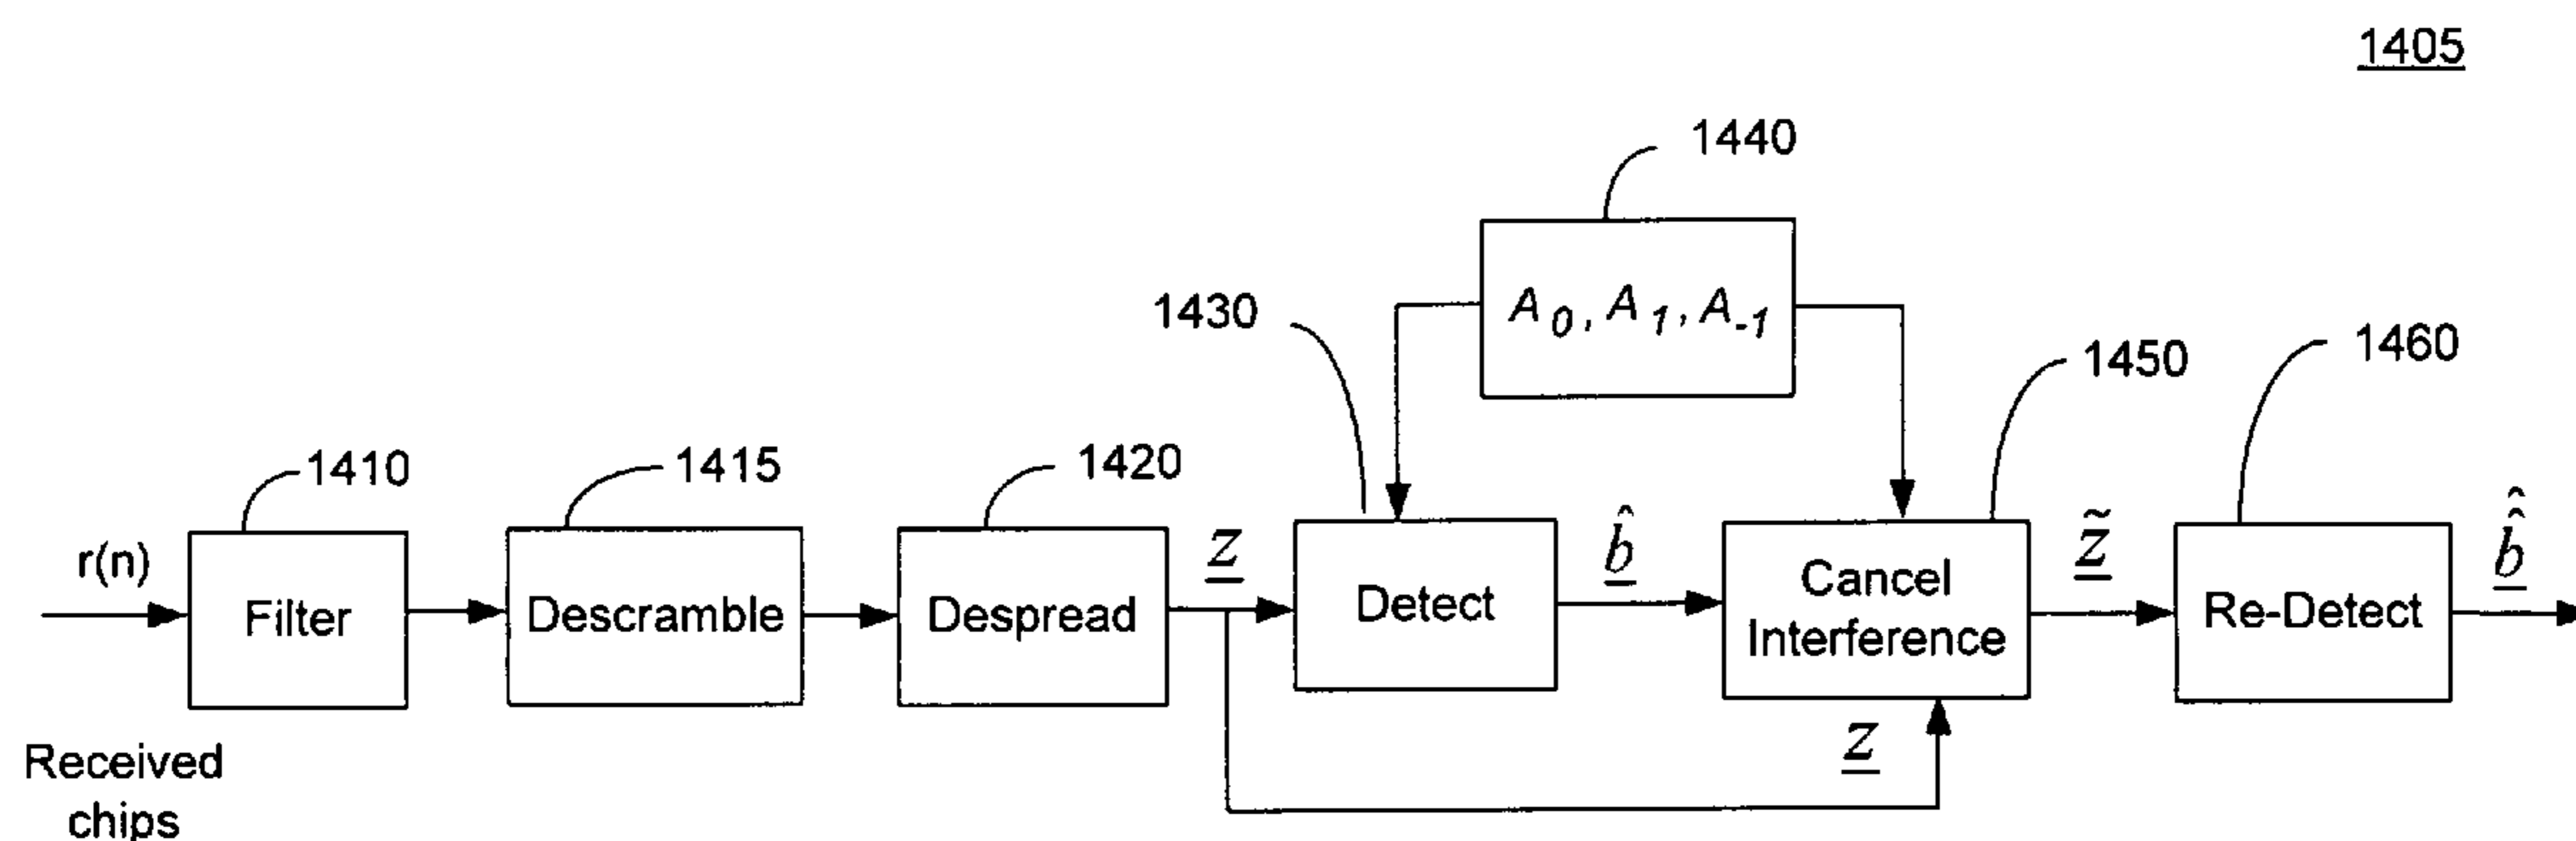 1405
1440
A₀, A₁, A₋₁
1430
1450
1460
1410
1415
1420
r(n)
Filter
Descramble
Despread
z
Detect
b̂
Cancel
Interference
z̃
Re-Detect
b̂̂
z
Received
chips